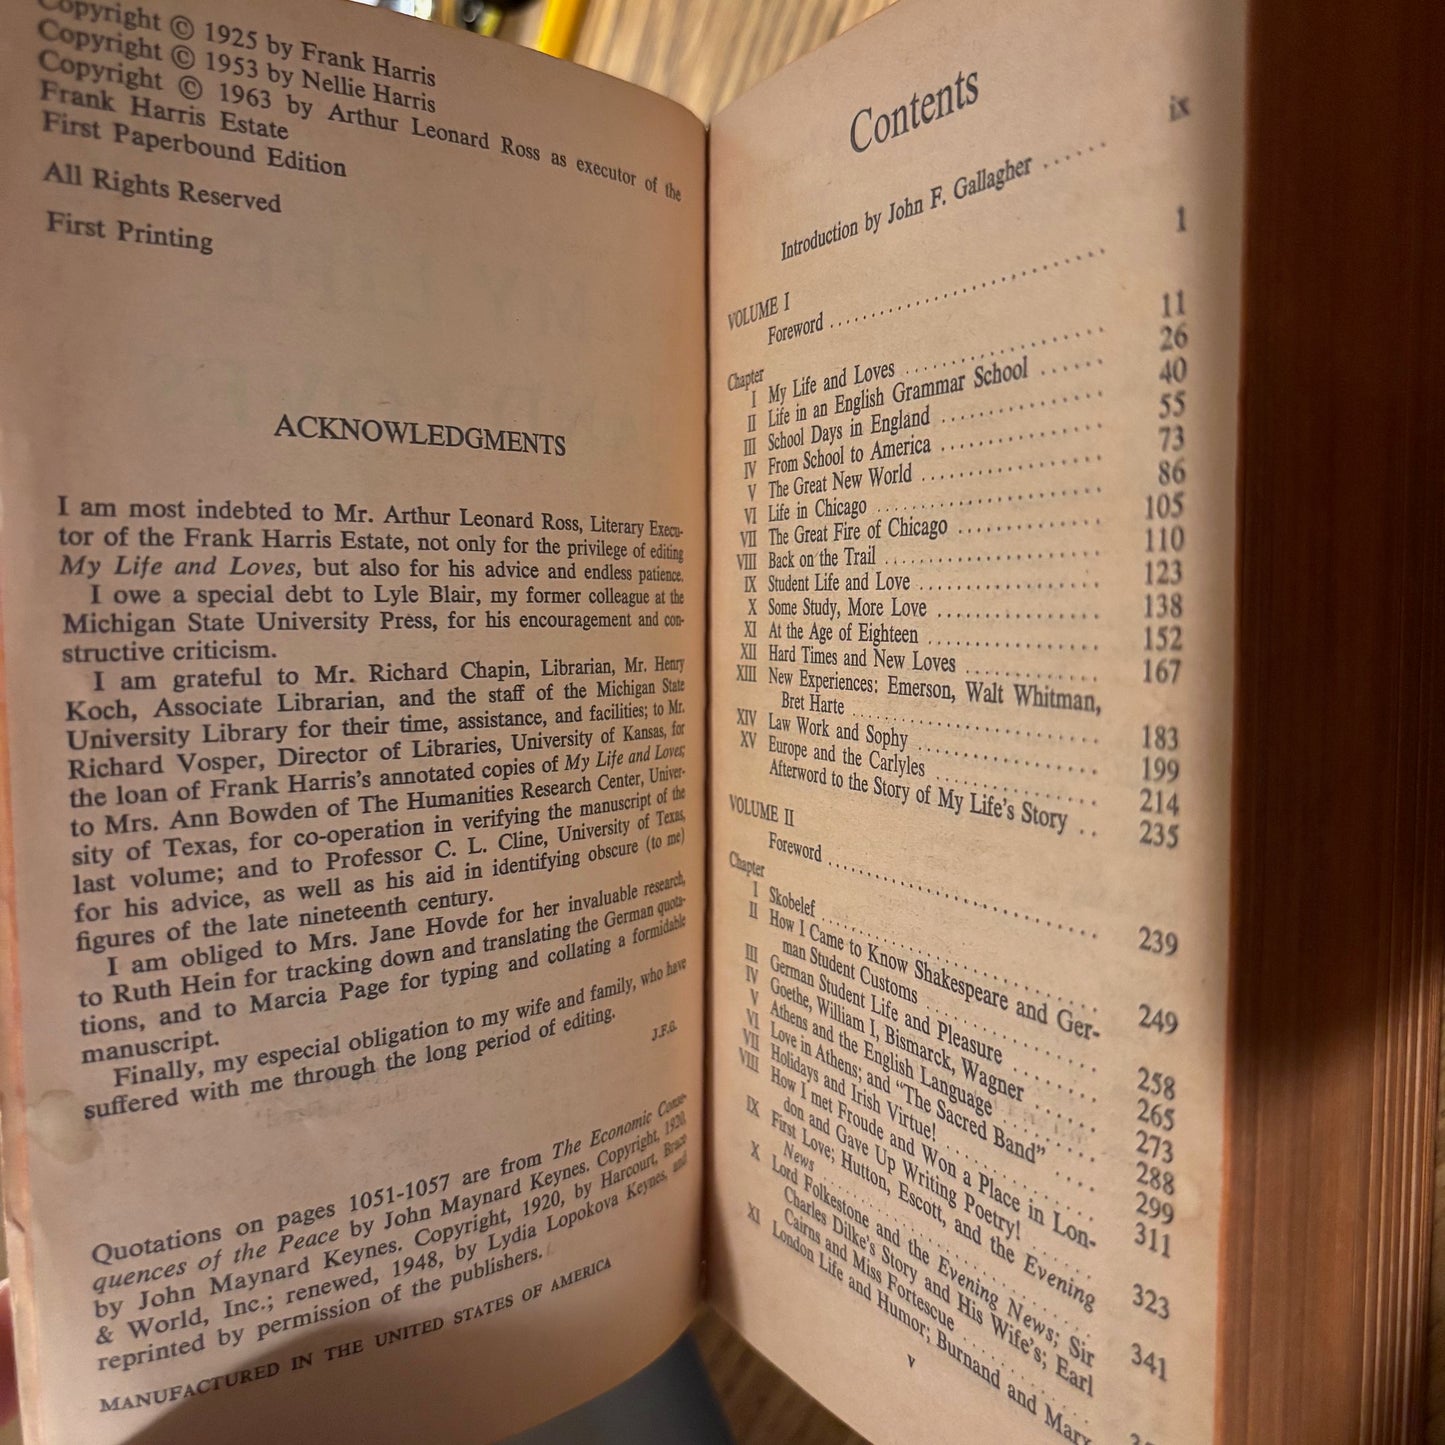 Copyright © 1925 by Frank Harris
Copyright © 1953 by Nellie Harris
Copyright © 1963 by Arthur Leonard Ross as executor of the
Frank Harris Estate
First Paperbound Edition
All Rights Reserved
First Printing
ACKNOWLEDGMENTS
I am most indebted to Mr. Arthur Leonard Ross, Literary Execu-
tor of the Frank Harris Estate, not only for the privilege of editing
My Life and Loves, but also for his advice and endless patience.
I owe a special debt to Lyle Blair, my former colleague at the
Michigan State University Press, for his encouragement and con-
structive criticism.
I am grateful to Mr. Richard Chapin, Librarian, Mr. Henry
Koch, Associate Librarian, and the staff of the Michigan State
University Library for their time, assistance, and facilities; to Mr.
Richard Vosper, Director of Libraries, University of Kansas, for
the loan of Frank Harris's annotated copies of My Life and Loves;
to Mrs. Ann Bowden of The Humanities Research Center, Univer-
sity of Texas, for co-operation in verifying the manuscript of the
last volume; and to Professor C. L. Cline, University of Texas,
for his advice, as well as his aid in identifying obscure (to me)
figures of the late nineteenth century.
I am obliged to Mrs. Jane Hovde for her invaluable research,
to Ruth Hein for tracking down and translating the German quota-
tions, and to Marcia Page for typing and collating a formidable
manuscript.
Finally, my especial obligation to my wife and family, who have
suffered with me through the long period of editing.
J.F.G.
Quotations on pages 1051-1057 are from The Economic Conse-
quences of the Peace by John Maynard Keynes. Copyright, 1920,
by John Maynard Keynes. Copyright, 1920, by Harcourt, Brace
& World, Inc.; renewed, 1948, by Lydia Lopokova Keynes, and
reprinted by permission of the publishers.
MANUFACTURED IN THE UNITED STATES OF AMERICA
Contents
Introduction by John F. Gallagher ...... ix
VOLUME I
Foreword ........................ 1
Chapter
I My Life and Loves ................ 11
II Life in an English Grammar School ...... 26
III School Days in England ............ 40
IV From School to America ............ 55
V The Great New World .............. 73
VI Life in Chicago .................. 86
VII The Great Fire of Chicago .......... 105
VIII Back on the Trail ................ 110
IX Student Life and Love .............. 123
X Some Study, More Love ............ 138
XI At the Age of Eighteen ............ 152
XII Hard Times and New Loves .......... 167
XIII New Experiences: Emerson, Walt Whitman,
Bret Harte .................... 183
XIV Law Work and Sophy .............. 199
XV Europe and the Carlyles ............ 214
Afterword to the Story of My Life's Story .. 235
VOLUME II
Foreword ........................ 239
Chapter
I Skobelef ........................ 249
II How I Came to Know Shakespeare and Ger-
man Student Customs .............. 258
III German Student Life and Pleasure ...... 265
IV Goethe, William I, Bismarck, Wagner .... 273
V Athens and the English Language ...... 288
VI Love in Athens; and "The Sacred Band" .... 299
VII Holidays and Irish Virtue! .......... 311
VIII How I met Froude and Won a Place in Lon-
don and Gave Up Writing Poetry! ...... 323
IX First Love; Hutton, Escott, and the Evening
News ........................ 341
X Lord Folkestone and the Evening News; Sir
Charles Dilke's Story and His Wife's; Earl
Cairns and Miss Fortescue ............
XI London Life and Humor; Burnand and Marx
v